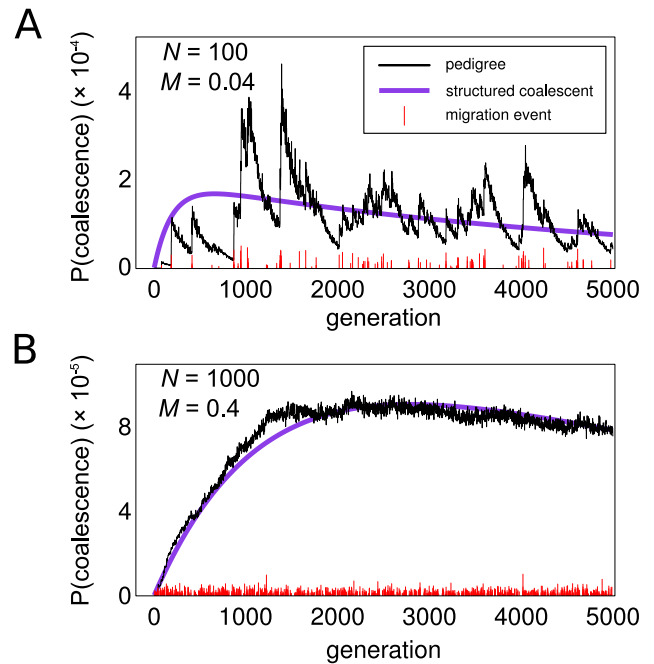 A
P(coalescence) (× 10⁻⁴)
N = 100
M = 0.04
pedigree
structured coalescent
migration event
4
2
0
0 1000 2000 3000 4000 5000
generation
B
P(coalescence) (× 10⁻⁵)
N = 1000
M = 0.4
8
4
0
0 1000 2000 3000 4000 5000
generation